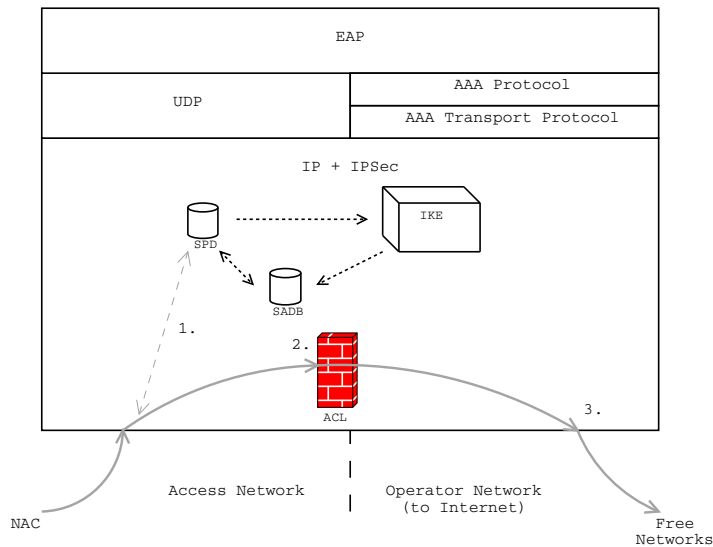 EAP
UDP
AAA Protocol
AAA Transport Protocol
IP + IPSec
IKE
SPD
SADB
1.
2.
ACL
3.
Access Network
Operator Network
(to Internet)
NAC
Free
Networks